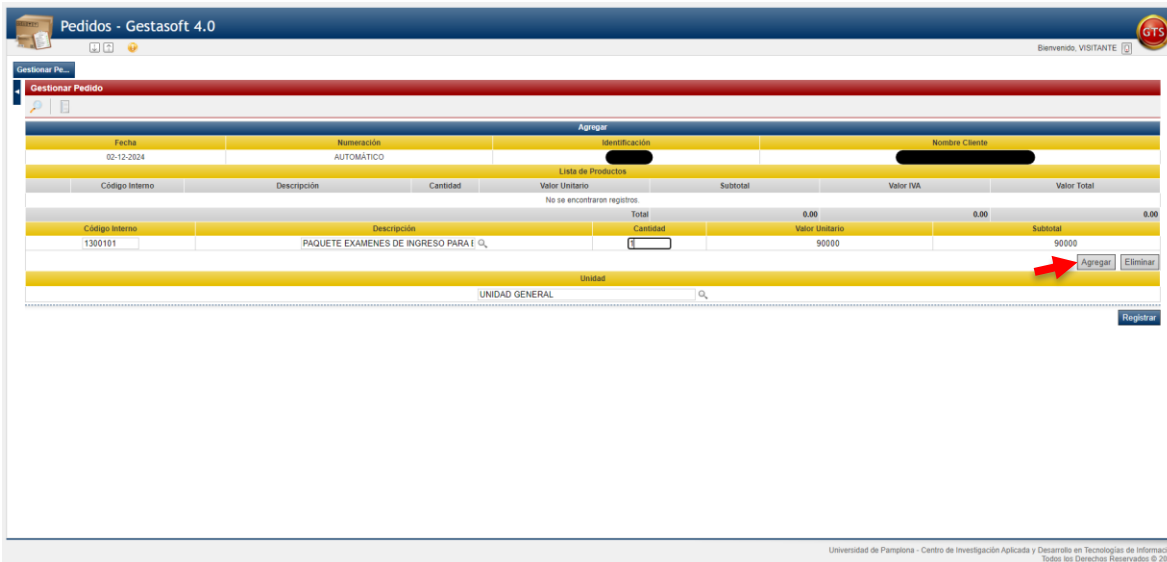 Pedidos - Gestasoft 4.0
GTS
Bienvenido, VISITANTE
Gestionar Pe...
Gestionar Pedido
Agregar
Fecha Numeración Identificación Nombre Cliente
02-12-2024 AUTOMÁTICO
Lista de Productos
Código Interno Descripción Cantidad Valor Unitario Subtotal Valor IVA Valor Total
No se encontraron registros.
Total 0.00 0.00 0.00
Código Interno Descripción Cantidad Valor Unitario Subtotal
1300101 PAQUETE EXAMENES DE INGRESO PARA E 1 90000 90000
Agregar Eliminar
Unidad
UNIDAD GENERAL
Registrar
Universidad de Pamplona - Centro de Investigación Aplicada y Desarrollo en Tecnologías de Informaci
Todos los Derechos Reservados © 20